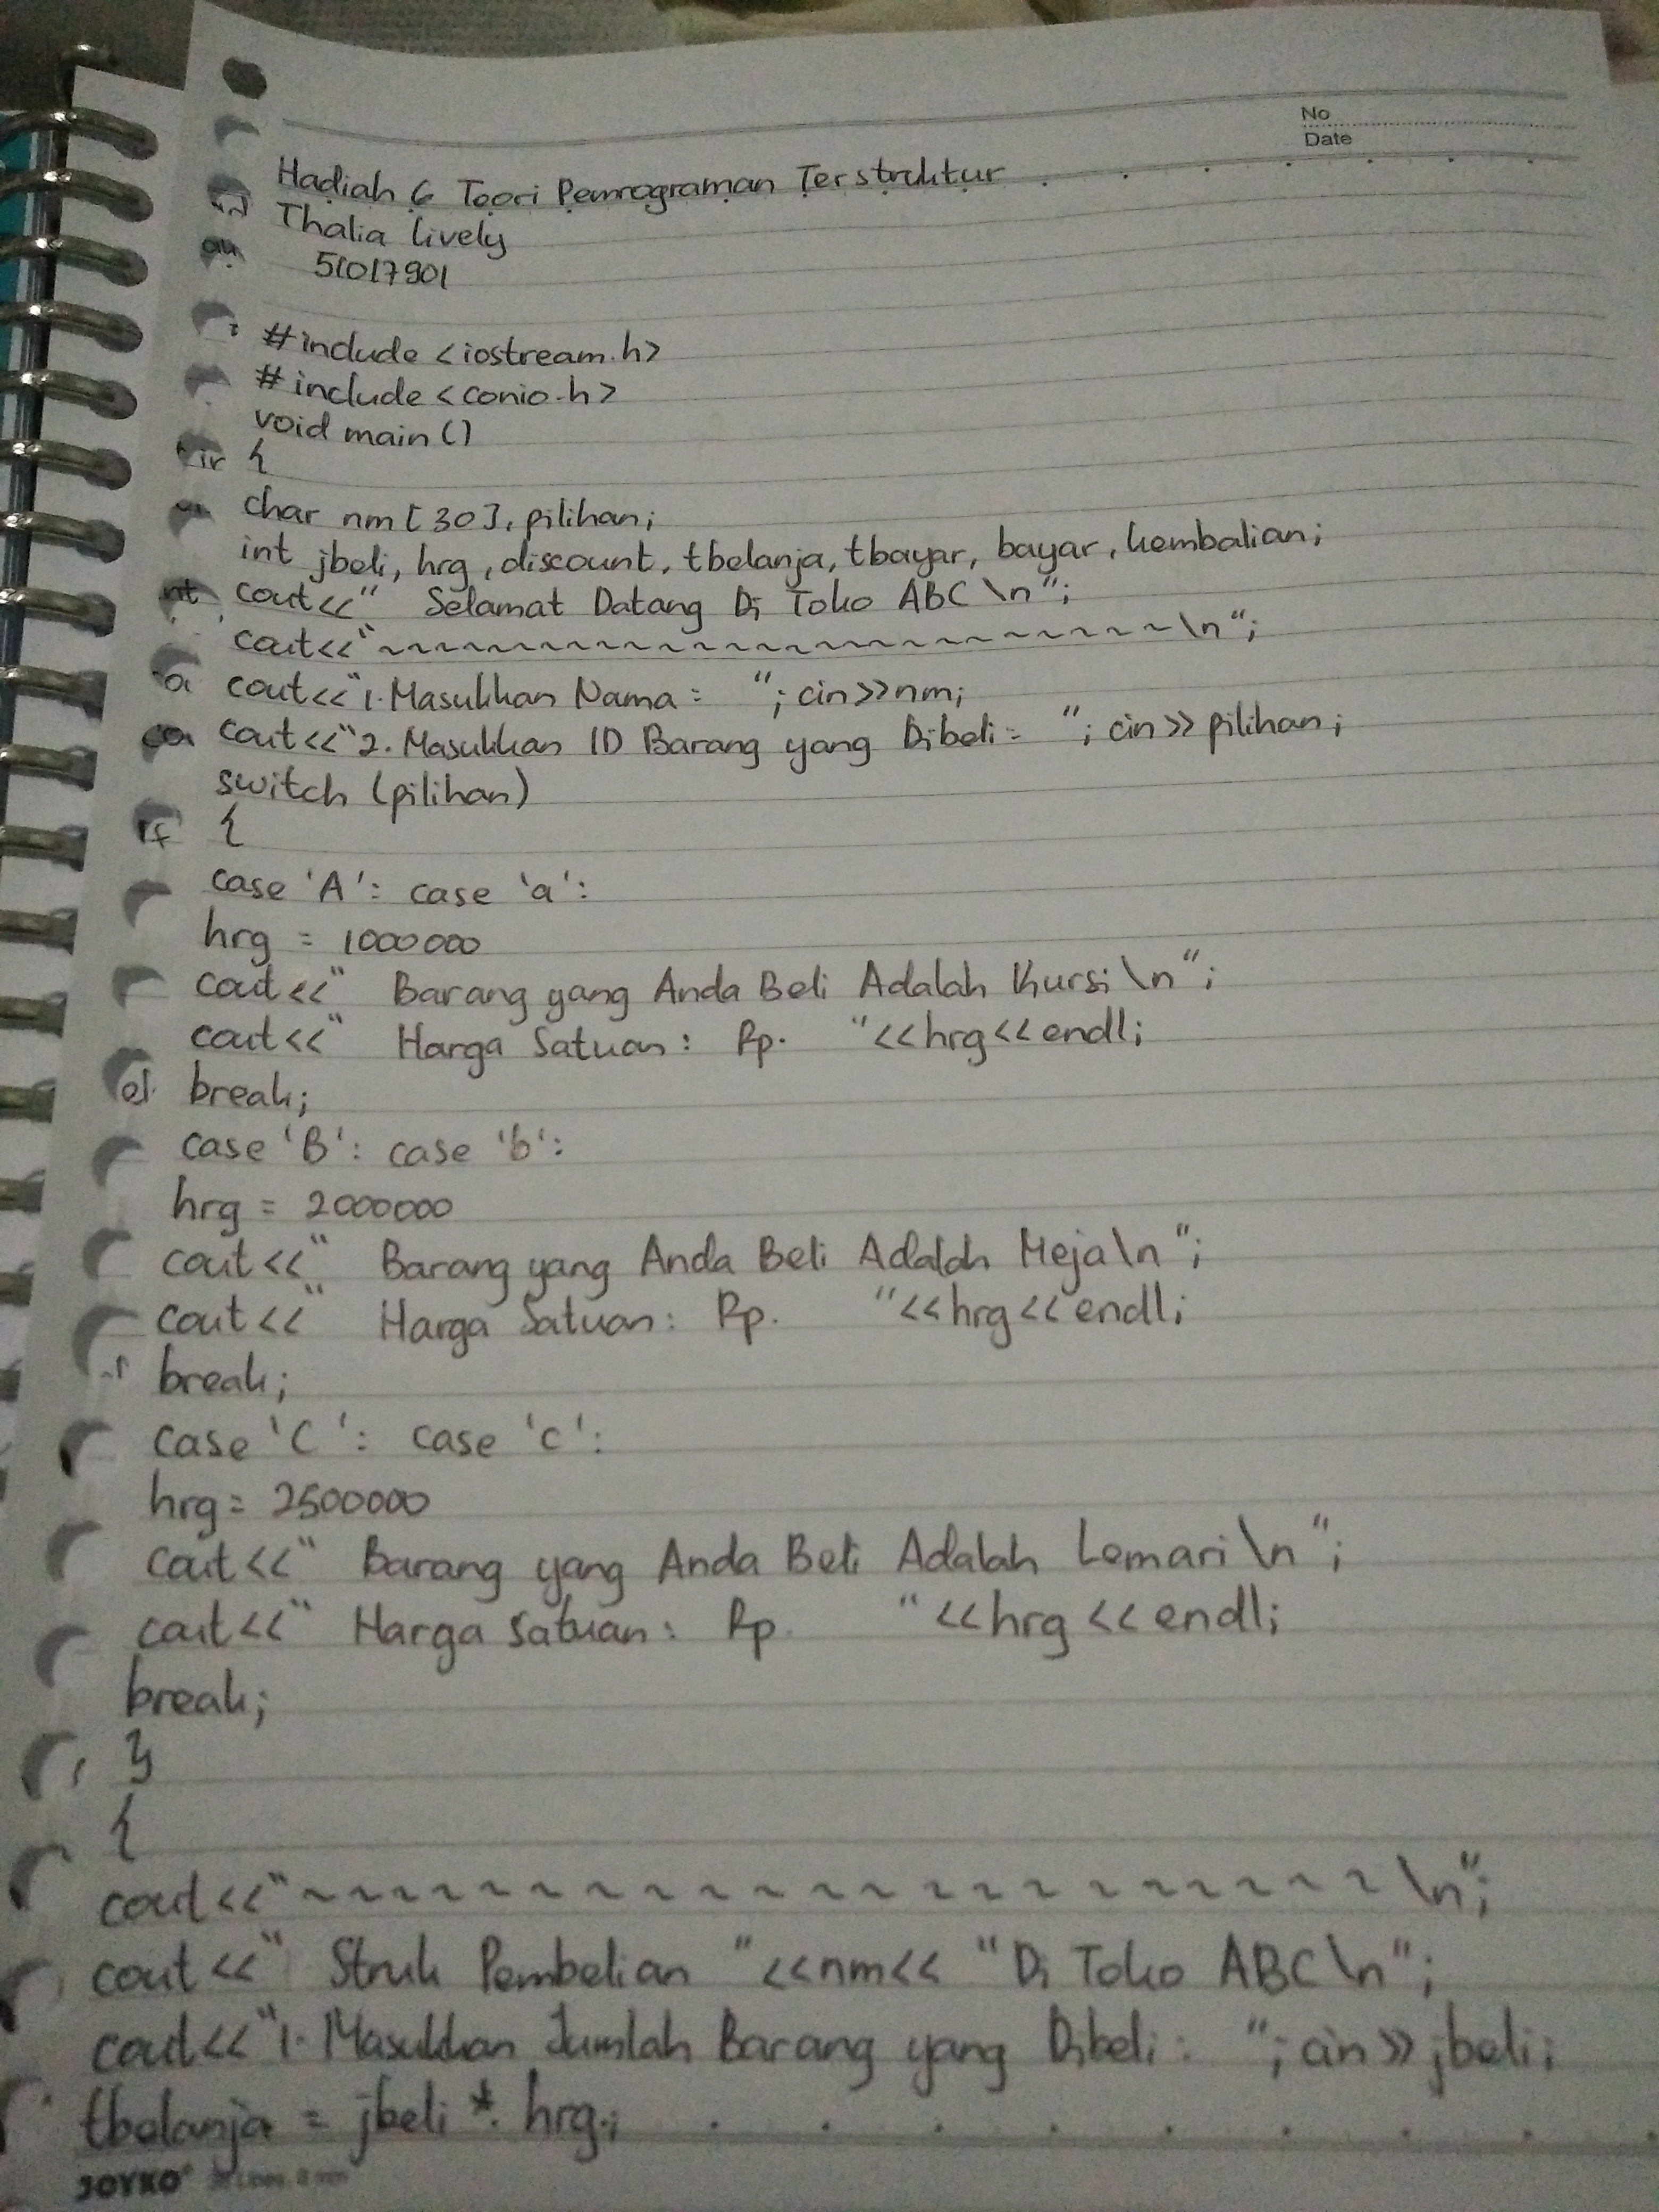 No
Date
Hadiah 6 Teori Pemrograman Terstruktur
Thalia Lively
51017901
#include <iostream.h>
#include <conio.h>
void main()
{
char nm[30], pilihan;
int jbeli, hrg, discount, tbelanja, tbayar, bayar, kembalian;
cout<<" Selamat Datang Di Toko ABC \n";
cout<<"~~~~~~~~~~~~~~~~~~~~~~~~\n";
cout<<"1. Masukkan Nama = "; cin>>nm;
cout<<"2. Masukkan ID Barang yang Dibeli = "; cin>> pilihan;
switch (pilihan)
{
case 'A': case 'a':
hrg = 1000000
cout<<" Barang yang Anda Beli Adalah Kursi \n";
cout<<" Harga Satuan: Rp. "<<hrg<<endl;
break;
case 'B': case 'b':
hrg = 2000000
cout<<" Barang yang Anda Beli Adalah Meja\n";
cout<<" Harga Satuan: Rp. "<<hrg<<endl;
break;
case 'C': case 'c':
hrg = 2500000
cout<<" Barang yang Anda Beli Adalah Lemari \n";
cout<<" Harga Satuan: Rp. "<<hrg<<endl;
break;
}
{
cout<<"~~~~~~~~~~~~~~~~~~~~\n";
cout<<" Struk Pembelian "<<nm<< "Di Toko ABC \n";
cout<<"1. Masukkan Jumlah Barang yang Dibeli: "; cin>> jbeli;
tbelanja = jbeli * hrg;
JOYKO